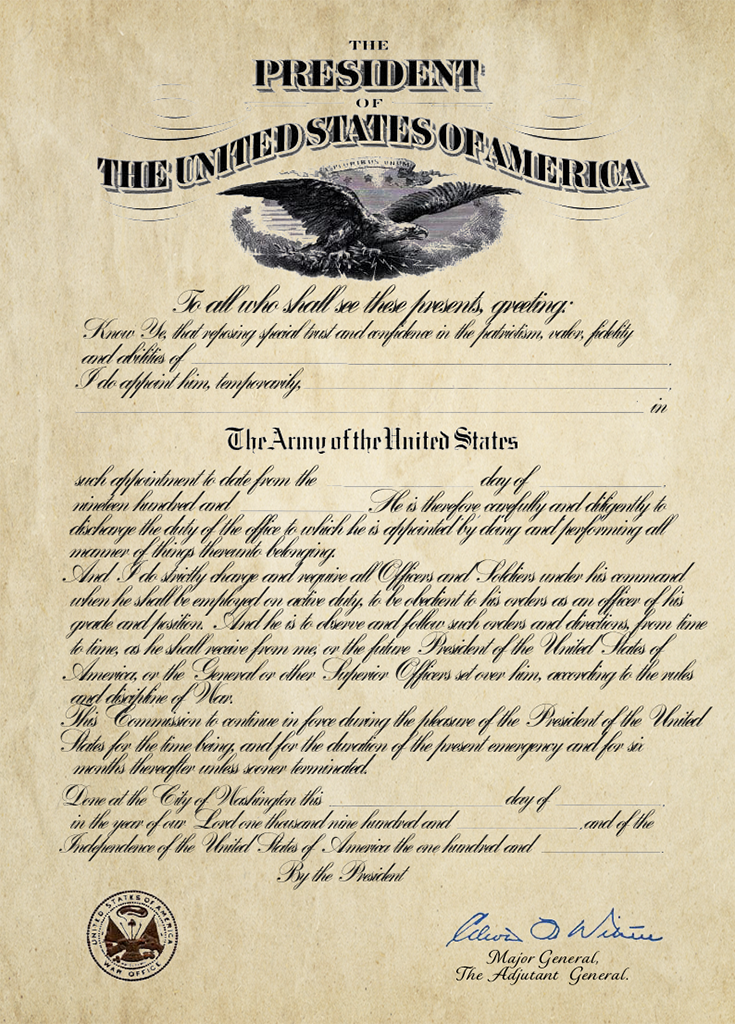 THE
PRESIDENT
OF
THE UNITED STATES OF AMERICA
E PLURIBUS UNUM
To all who shall see these presents, greeting:
Know Ye, that reposing special trust and confidence in the patriotism, valor, fidelity
and abilities of
I do appoint him, temporarily,
in
The Army of the United States
such appointment to date from the day of
nineteen hundred and He is therefore carefully and diligently to
discharge the duty of the office to which he is appointed by doing and performing all
manner of things thereunto belonging.
And I do strictly charge and require all Officers and Soldiers under his command
when he shall be employed on active duty, to be obedient to his orders as an officer of his
grade and position. And he is to observe and follow such orders and directions, from time
to time, as he shall receive from me, or the future President of the United States of
America, or the General or other Superior Officers set over him, according to the rules
and discipline of War.
This Commission to continue in force during the pleasure of the President of the United
States for the time being, and for the duration of the present emergency and for six
months thereafter unless sooner terminated.
Done at the City of Washington this day of
in the year of our Lord one thousand nine hundred and , and of the
Independence of the United States of America the one hundred and
By the President
UNITED STATES OF AMERICA
WAR OFFICE
Major General,
The Adjutant General.